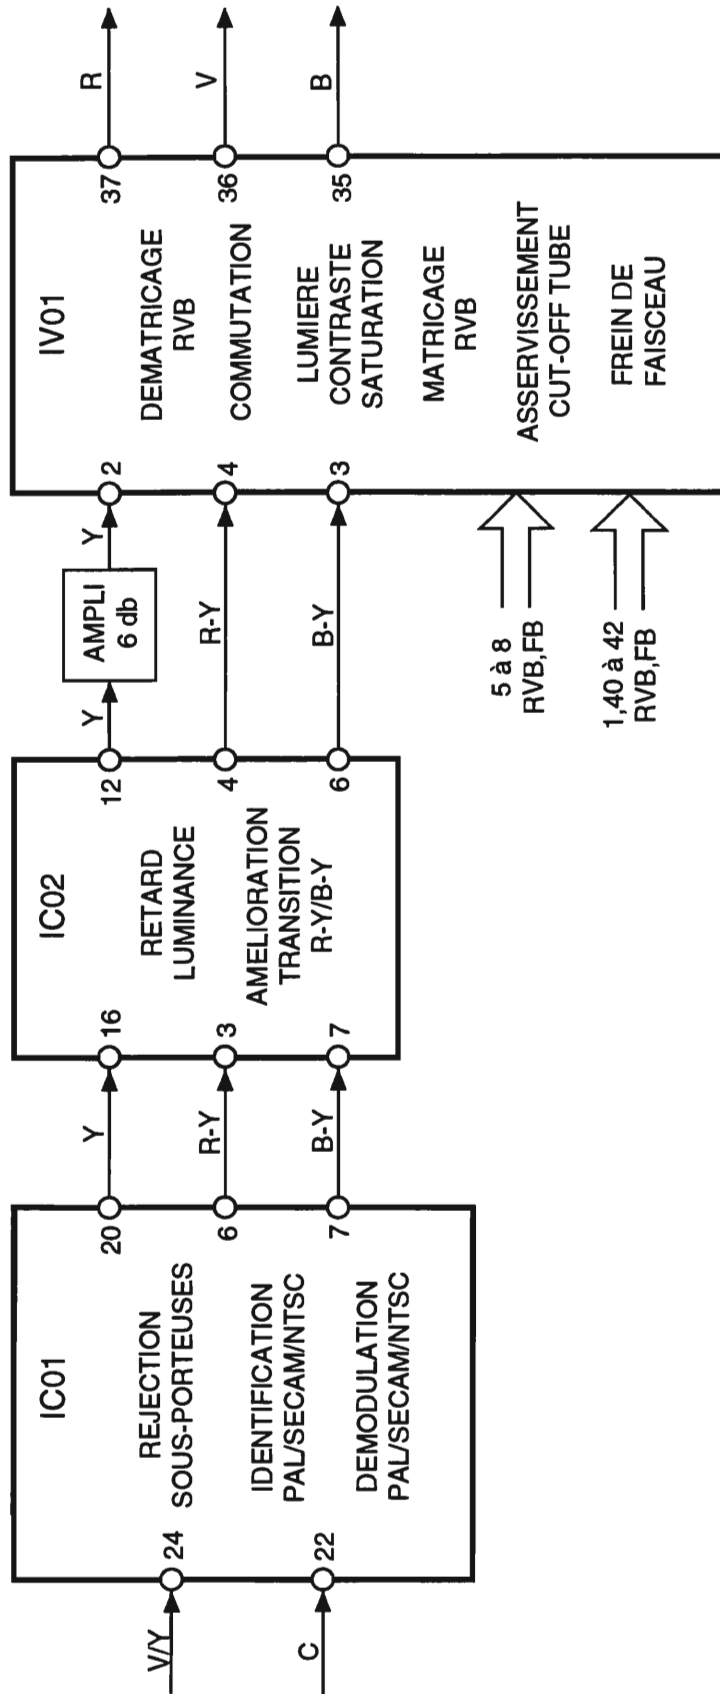 IC01
V/Y
24
C
22
REJECTION
SOUS-PORTEUSES
IDENTIFICATION
PAL/SECAM/NTSC
DEMODULATION
PAL/SECAM/NTSC
20
6
7
Y
R-Y
B-Y
IC02
16
3
7
RETARD
LUMINANCE
AMELIORATION
TRANSITION
R-Y/B-Y
12
4
6
Y
AMPLI
6 db
Y
R-Y
B-Y
5 à 8
RVB,FB
1,40 à 42
RVB,FB
IV01
2
4
3
DEMATRICAGE
RVB
COMMUTATION
LUMIERE
CONTRASTE
SATURATION
MATRICAGE
RVB
ASSERVISSEMENT
CUT-OFF TUBE
FREIN DE
FAISCEAU
37
36
35
R
V
B